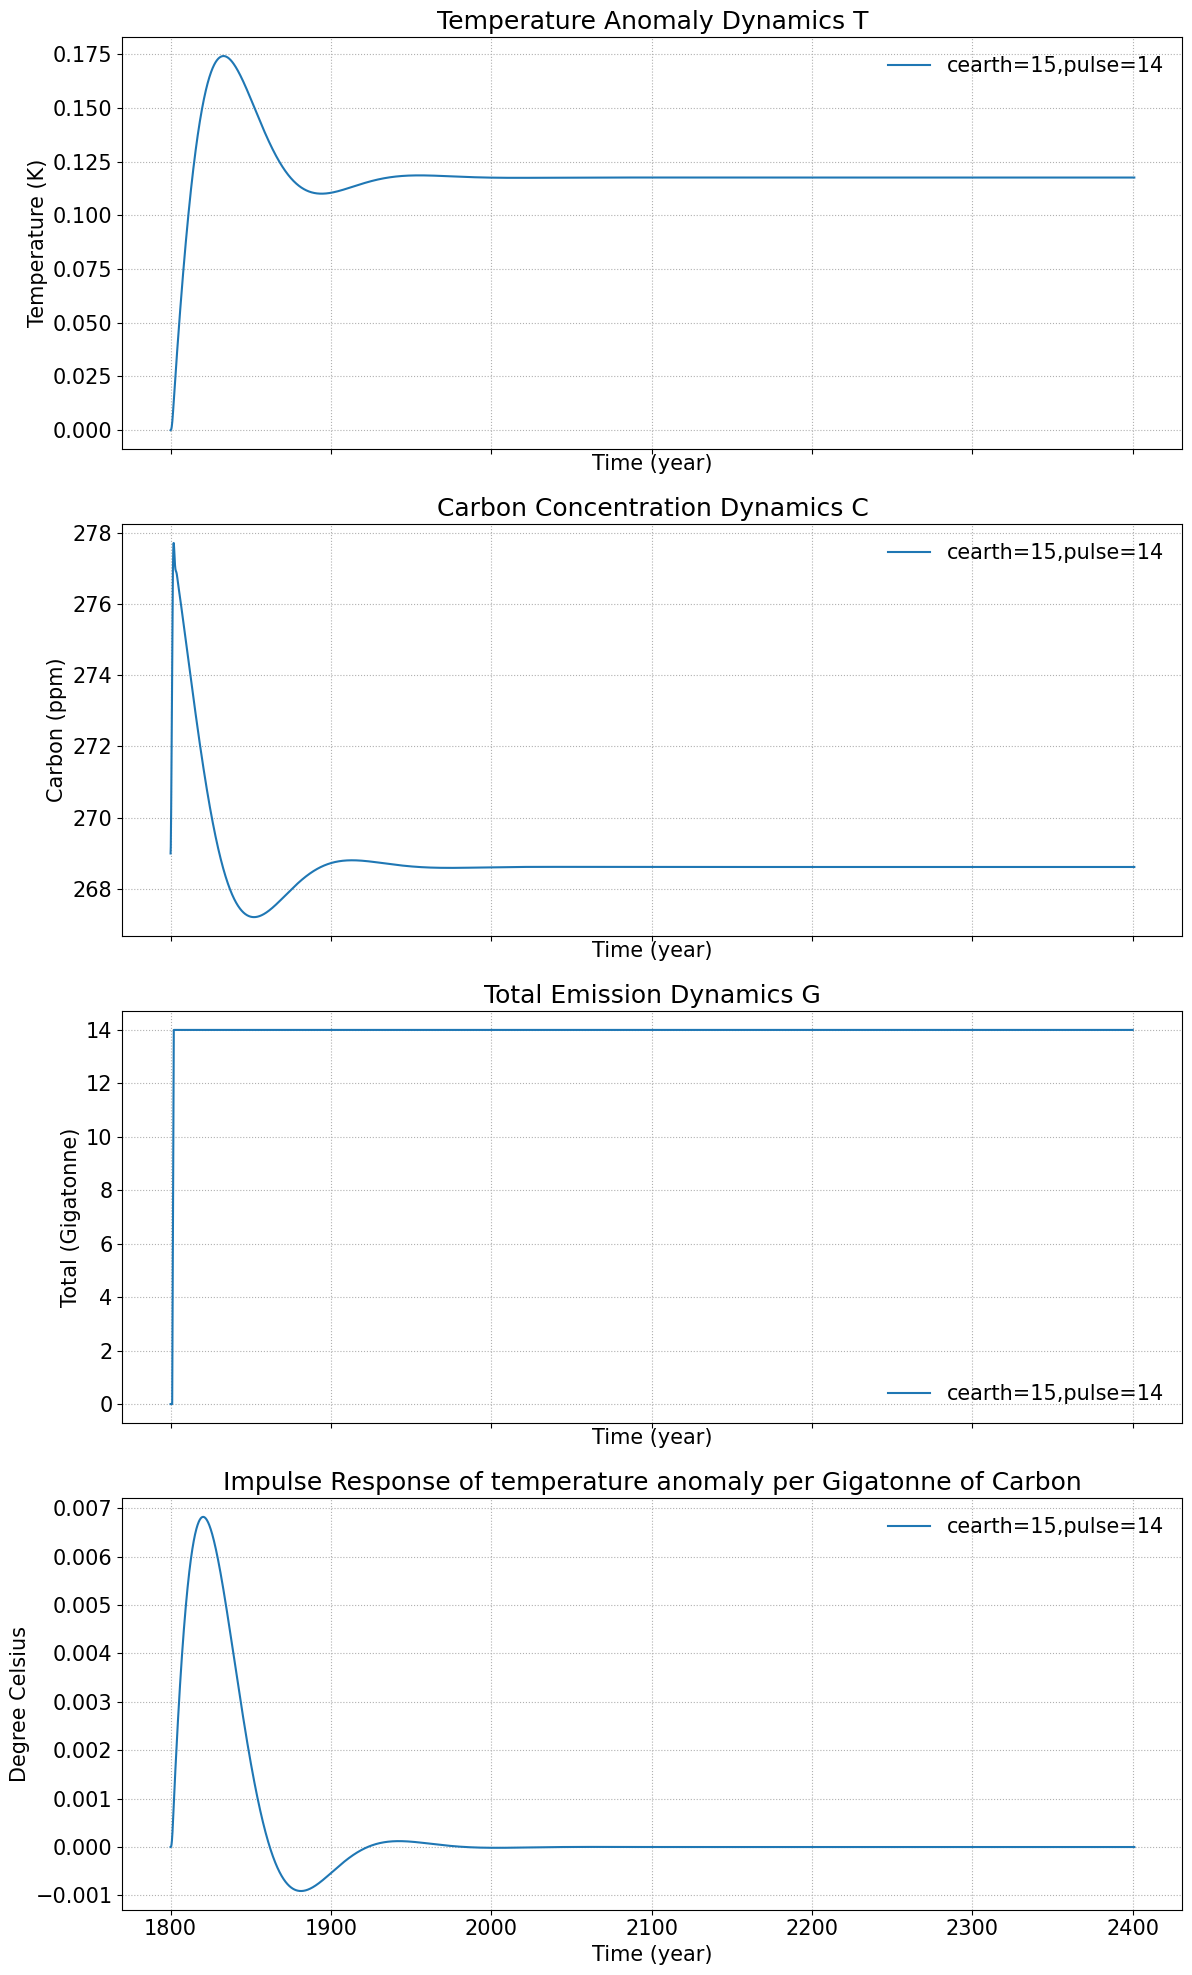 Temperature Anomaly Dynamics T
cearth=15,pulse=14
Temperature (K)
0.175
0.150
0.125
0.100
0.075
0.050
0.025
0.000
Time (year)
Carbon Concentration Dynamics C
cearth=15,pulse=14
Carbon (ppm)
278
276
274
272
270
268
Time (year)
Total Emission Dynamics G
Total (Gigatonne)
14
12
10
8
6
4
2
0
cearth=15,pulse=14
Time (year)
Impulse Response of temperature anomaly per Gigatonne of Carbon
cearth=15,pulse=14
Degree Celsius
0.007
0.006
0.005
0.004
0.003
0.002
0.001
0.000
−0.001
1800 1900 2000 2100 2200 2300 2400
Time (year)